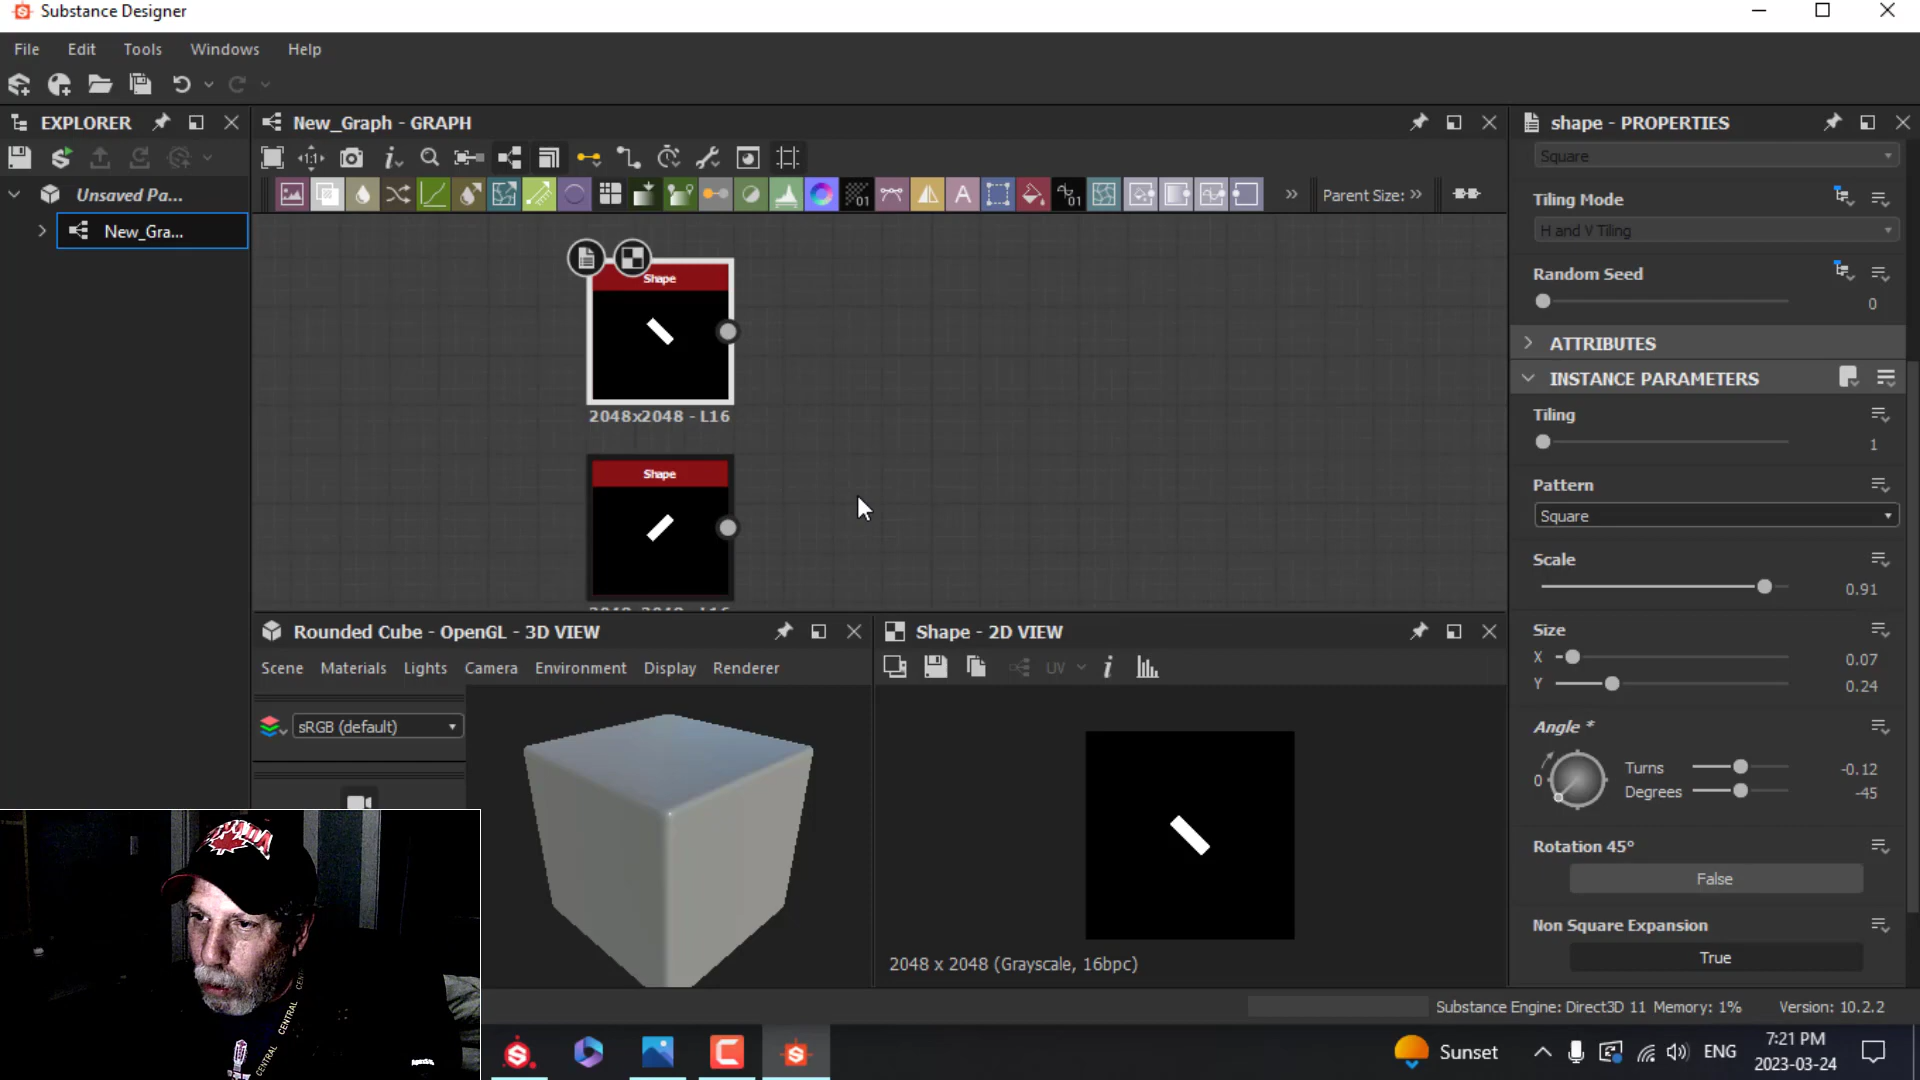 Substance Designer
File Edit Tools Windows Help
EXPLORER
New_Graph - GRAPH
shape - PROPERTIES
Square
Unsaved Pa...
New_Gra...
01
A
01
Parent Size:
Tiling Mode
H and V Tiling
Random Seed
0
ATTRIBUTES
INSTANCE PARAMETERS
Tiling
1
Pattern
Square
Scale
0.91
Size
X 0.07
Y 0.24
Angle *
0
Turns -0.12
Degrees -45
Rotation 45°
False
Non Square Expansion
True
Shape
2048x2048 - L16
Shape
Rounded Cube - OpenGL - 3D VIEW
Scene Materials Lights Camera Environment Display Renderer
sRGB (default)
Shape - 2D VIEW
UV
2048 x 2048 (Grayscale, 16bpc)
CENTRAL
CENTRAL
Substance Engine: Direct3D 11 Memory: 1% Version: 10.2.2
Sunset
ENG
7:21 PM
2023-03-24